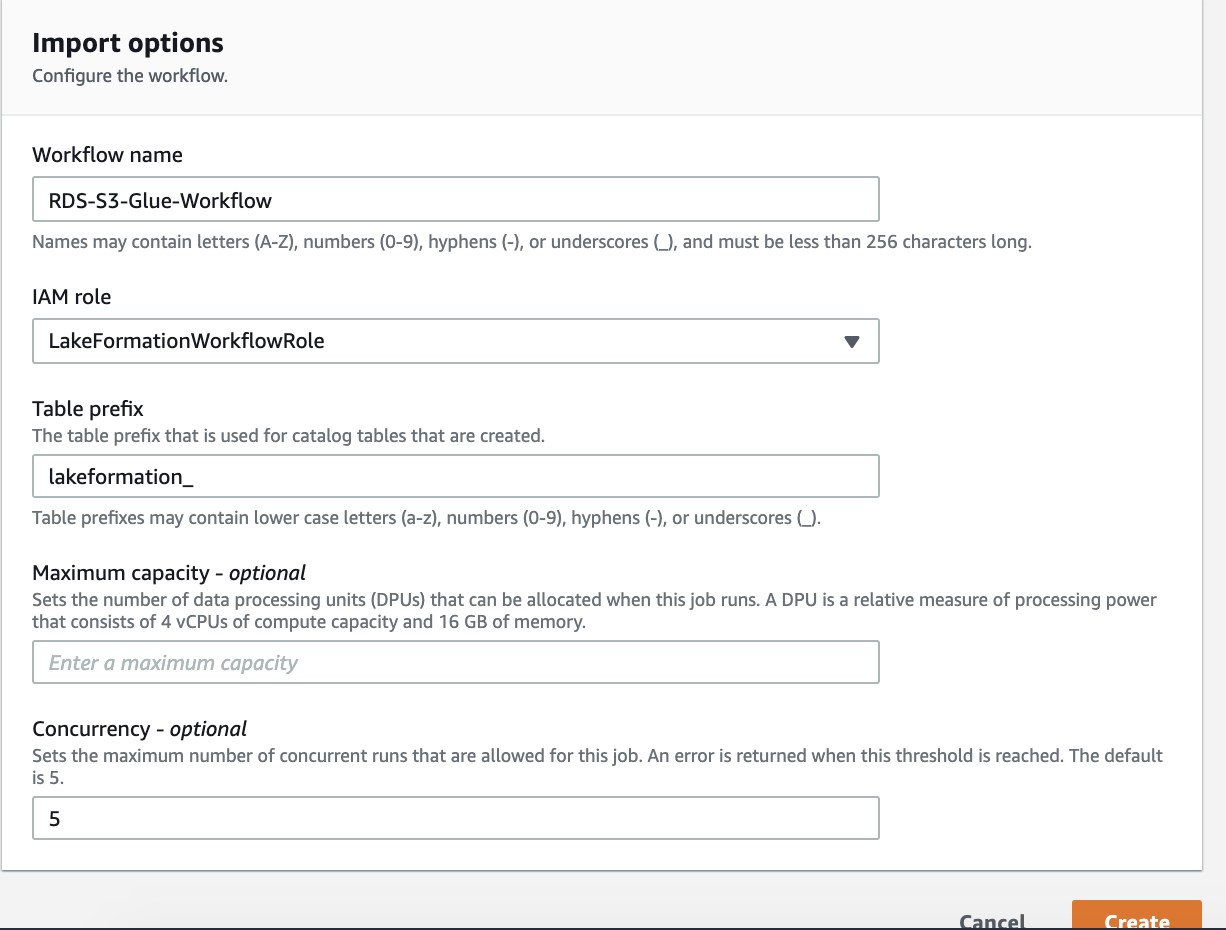 Import options
Configure the workflow.
Workflow name
RDS-S3-Glue-Workflow
Names may contain letters (A-Z), numbers (0-9), hyphens (-), or underscores (_), and must be less than 256 characters long.
IAM role
LakeFormationWorkflowRole
Table prefix
The table prefix that is used for catalog tables that are created.
lakeformation_
Table prefixes may contain lower case letters (a-z), numbers (0-9), hyphens (-), or underscores (_).
Maximum capacity - optional
Sets the number of data processing units (DPUs) that can be allocated when this job runs. A DPU is a relative measure of processing power
that consists of 4 vCPUs of compute capacity and 16 GB of memory.
Enter a maximum capacity
Concurrency - optional
Sets the maximum number of concurrent runs that are allowed for this job. An error is returned when this threshold is reached. The default
is 5.
5
Cancel Create